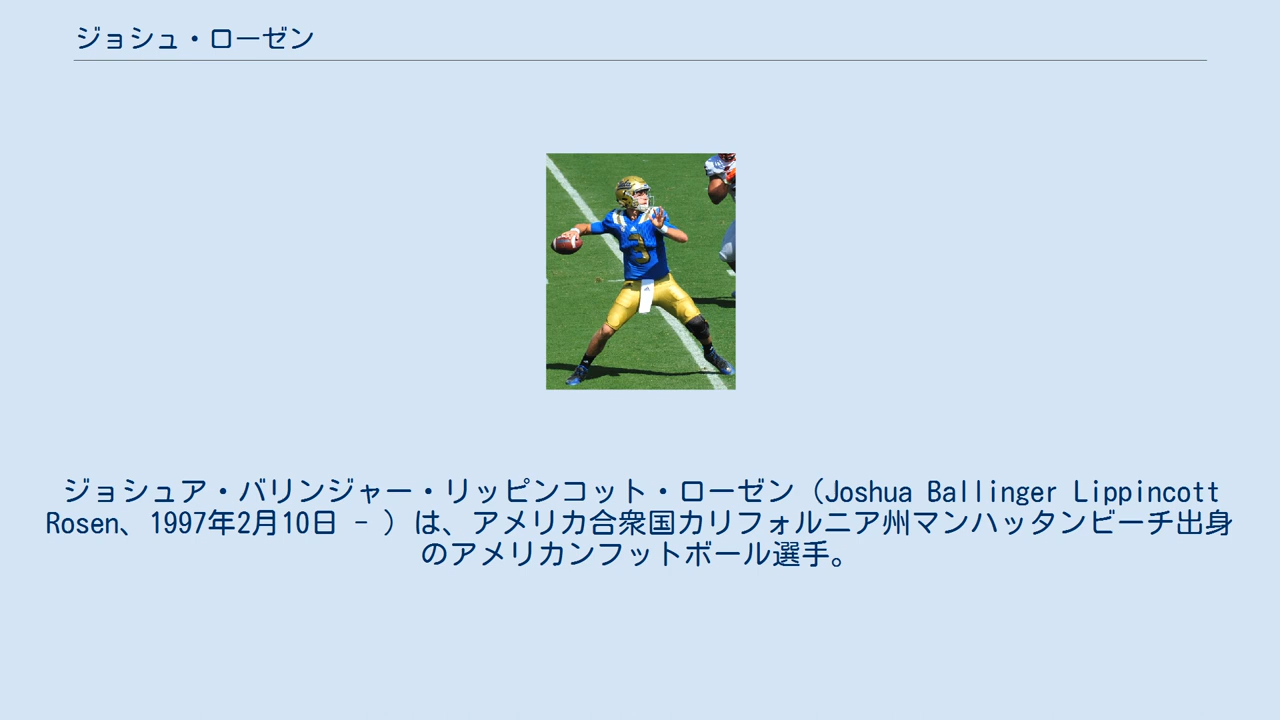 ジョシュ・ローゼン
3
ジョシュア・バリンジャー・リッピンコット・ローゼン（Joshua Ballinger Lippincott
Rosen、1997年2月10日 - ）は、アメリカ合衆国カリフォルニア州マンハッタンビーチ出身
のアメリカンフットボール選手。